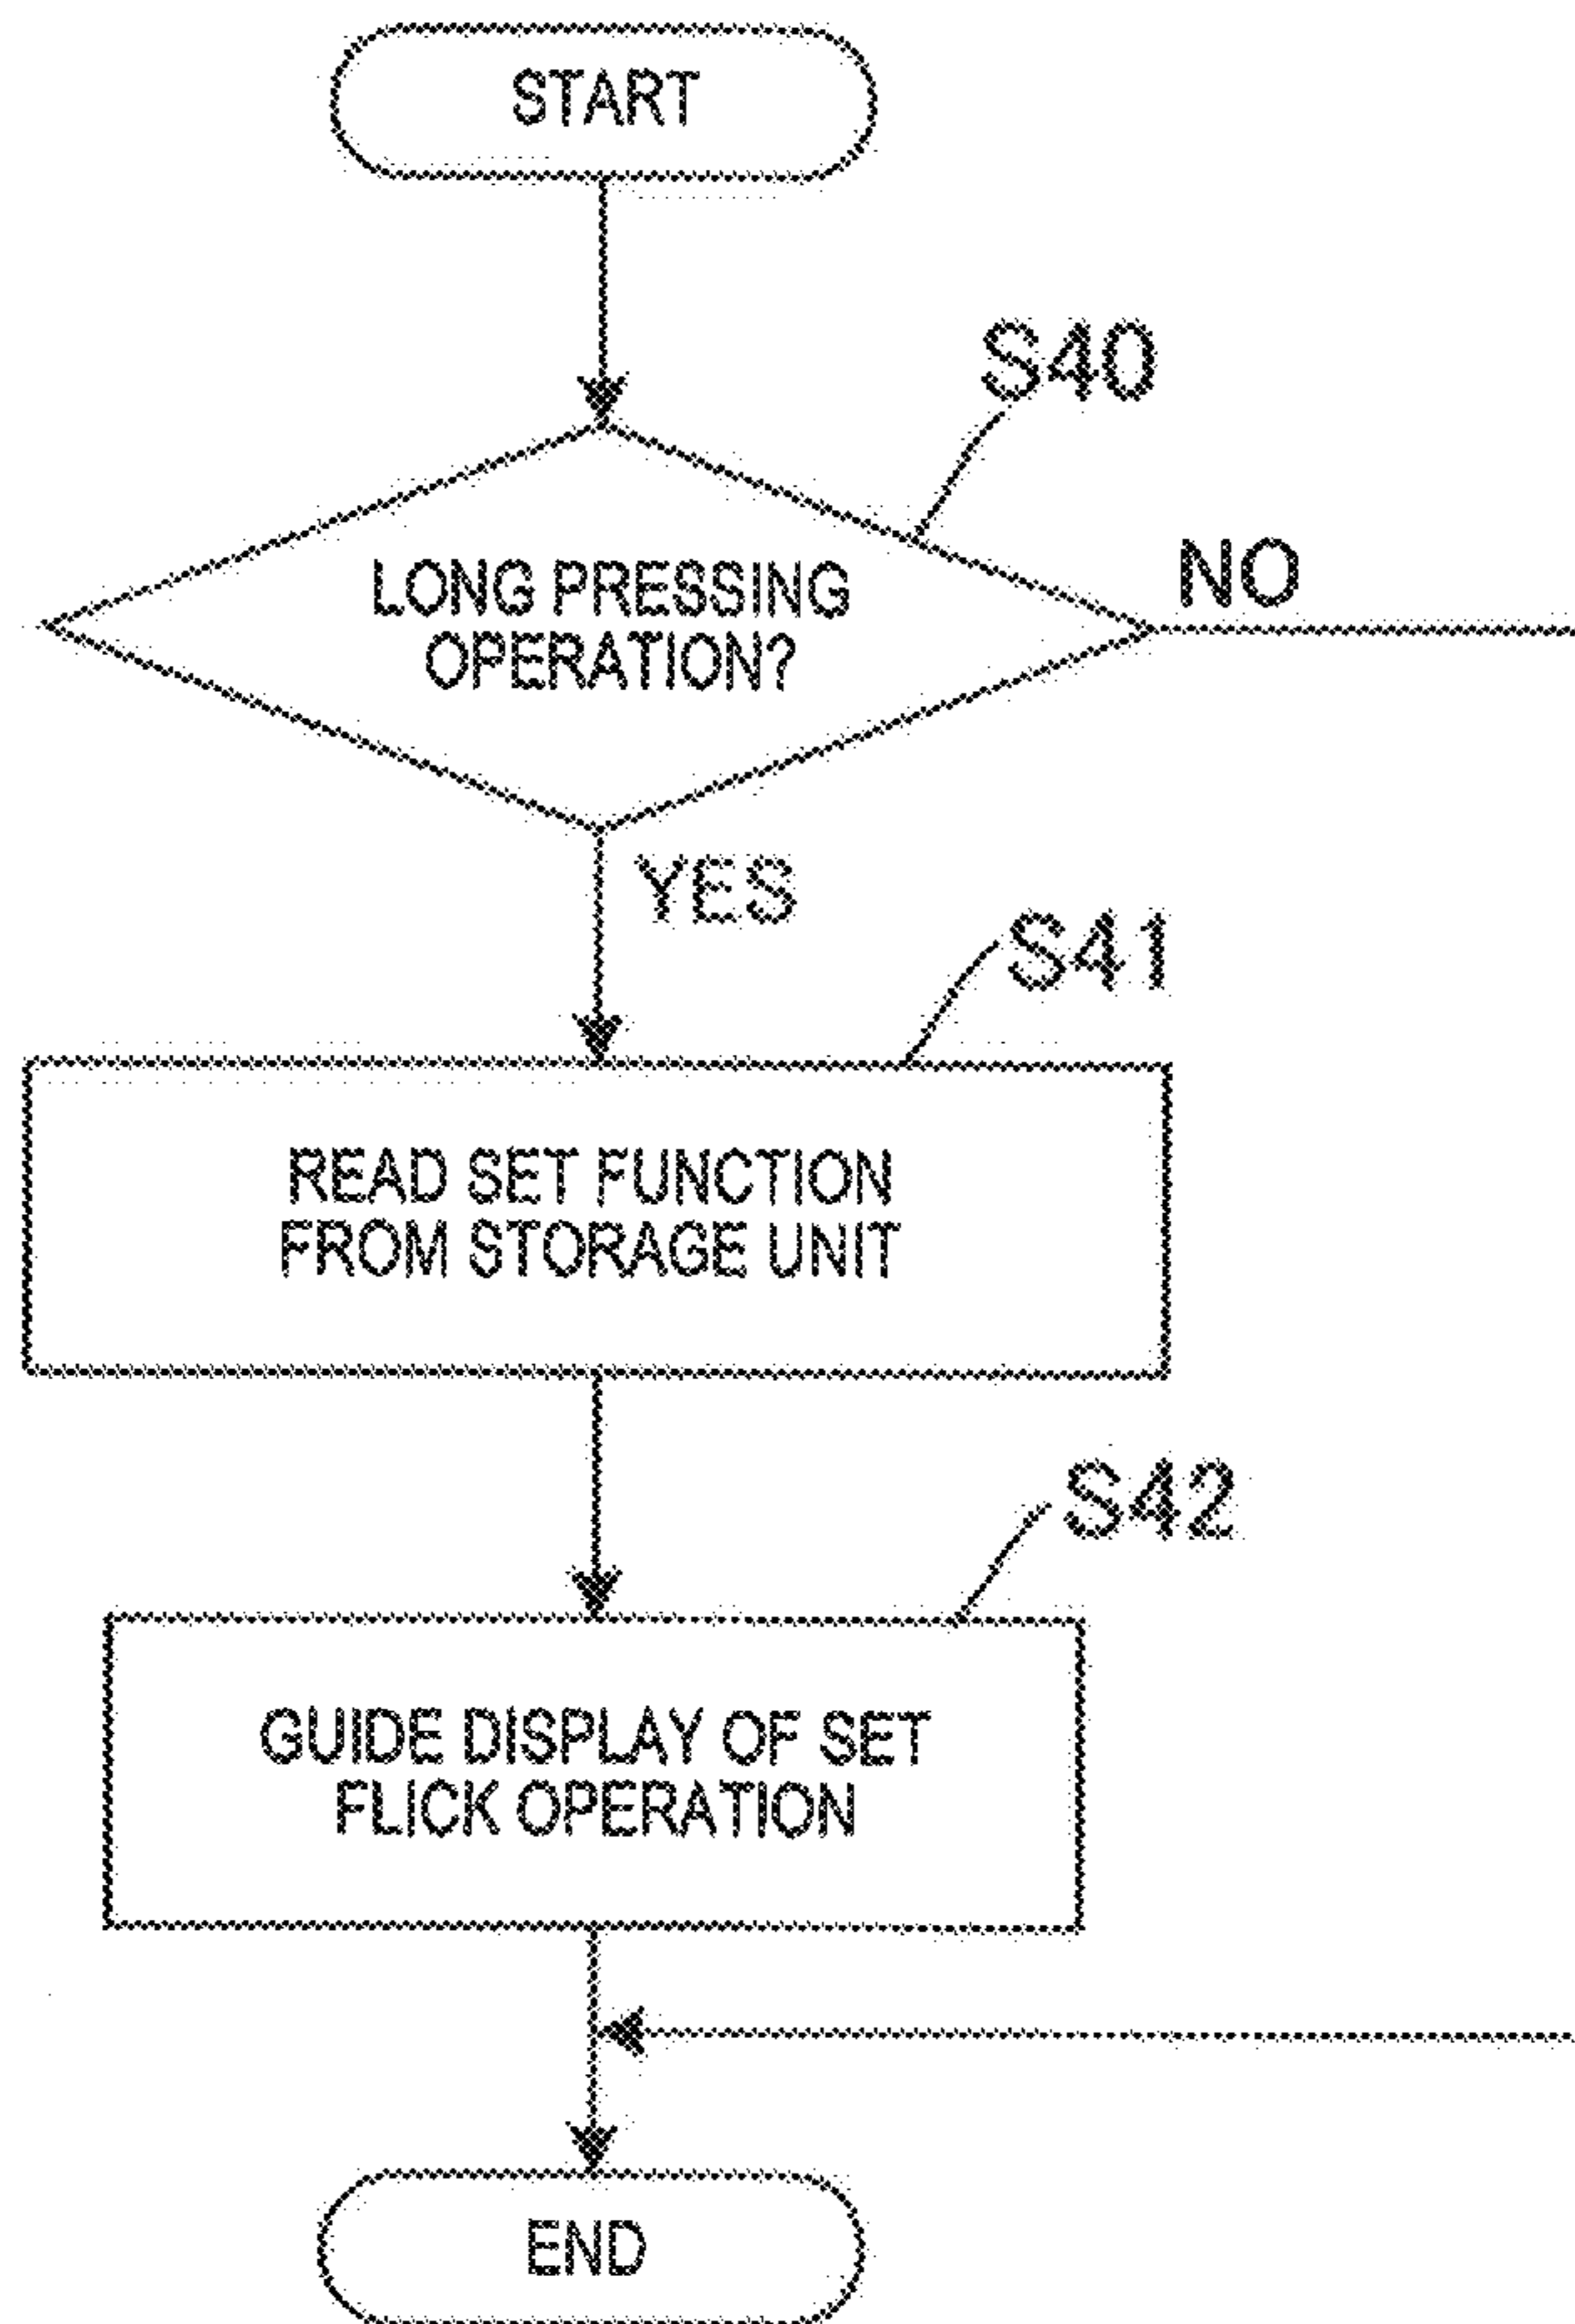 START
S40
LONG PRESSING
OPERATION?
NO
YES
S41
READ SET FUNCTION
FROM STORAGE UNIT
S42
GUIDE DISPLAY OF SET
FLICK OPERATION
END